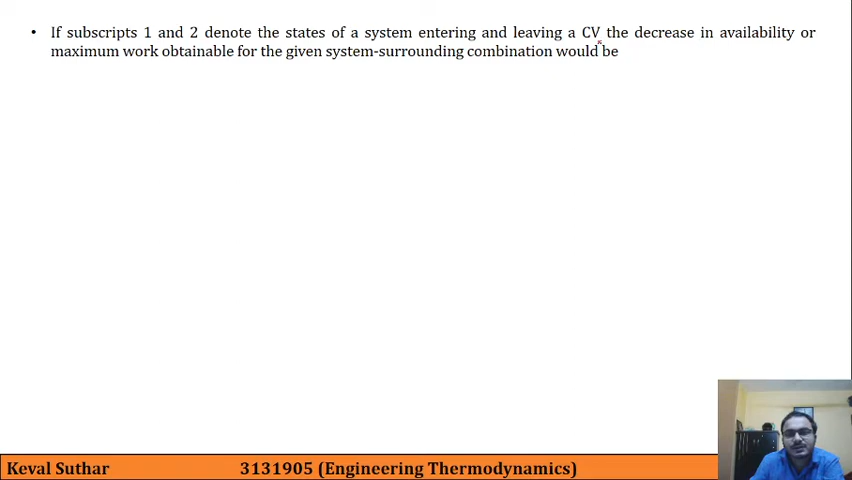 • If subscripts 1 and 2 denote the states of a system entering and leaving a CV the decrease in availability or
maximum work obtainable for the given system-surrounding combination would be
Keval Suthar 3131905 (Engineering Thermodynamics)